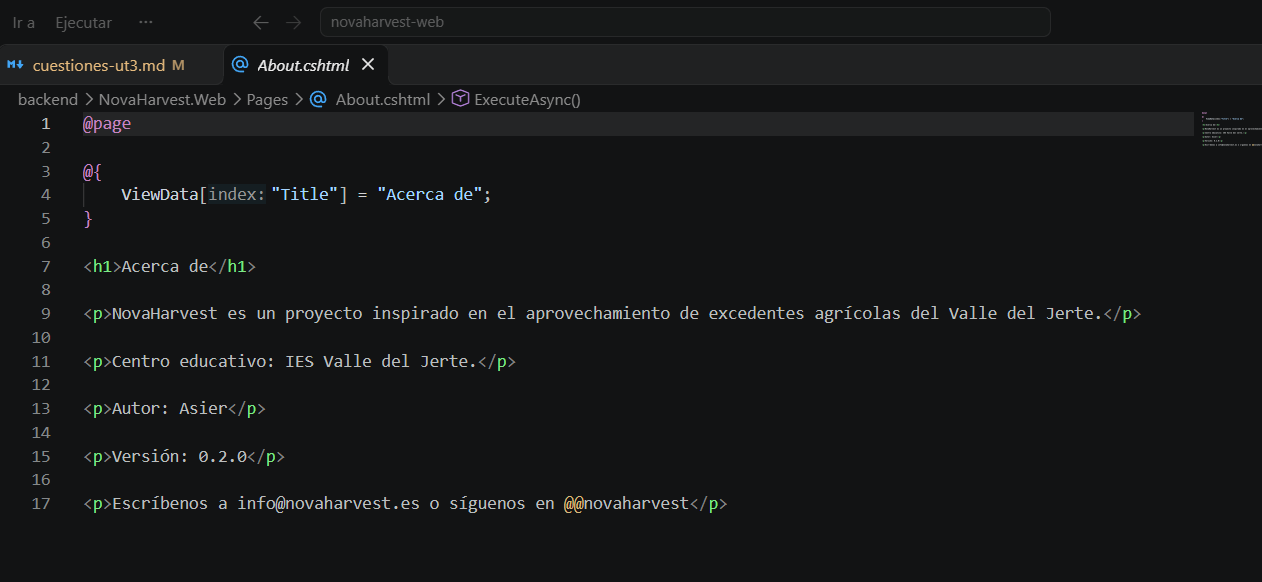 Ir a Ejecutar ··· novaharvest-web
cuestiones-ut3.md M About.cshtml
backend > NovaHarvest.Web > Pages > About.cshtml > ExecuteAsync()
1 @page
2
3 @{
4 ViewData[index: "Title"] = "Acerca de";
5 }
6
7 <h1>Acerca de</h1>
8
9 <p>NovaHarvest es un proyecto inspirado en el aprovechamiento de excedentes agrícolas del Valle del Jerte.</p>
10
11 <p>Centro educativo: IES Valle del Jerte.</p>
12
13 <p>Autor: Asier</p>
14
15 <p>Versión: 0.2.0</p>
16
17 <p>Escríbenos a info@novaharvest.es o síguenos en @@novaharvest</p>